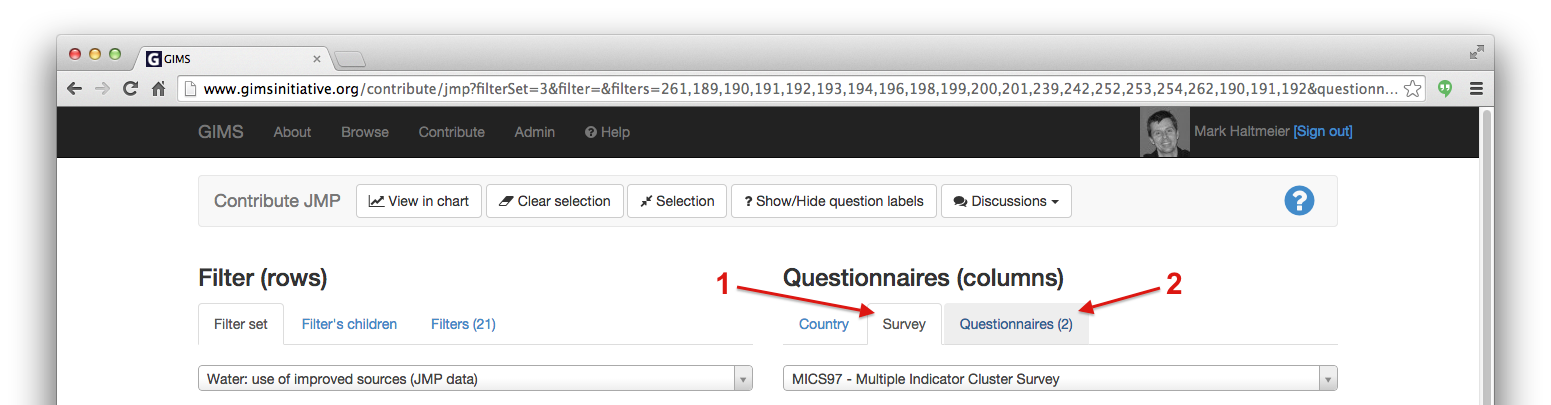 GIMS
www.gimsinitiative.org/contribute/jmp?filterSet=3&filter=&filters=261,189,190,191,192,193,194,196,198,199,200,201,239,242,252,253,254,262,190,191,192&questionn...
GIMS About Browse Contribute Admin ? Help Mark Haltmeier [Sign out]
Contribute JMP View in chart Clear selection Selection ? Show/Hide question labels Discussions ?
Filter (rows) 1 Questionnaires (columns) 2
Filter set Filter's children Filters (21) Country Survey Questionnaires (2)
Water: use of improved sources (JMP data) MICS97 - Multiple Indicator Cluster Survey